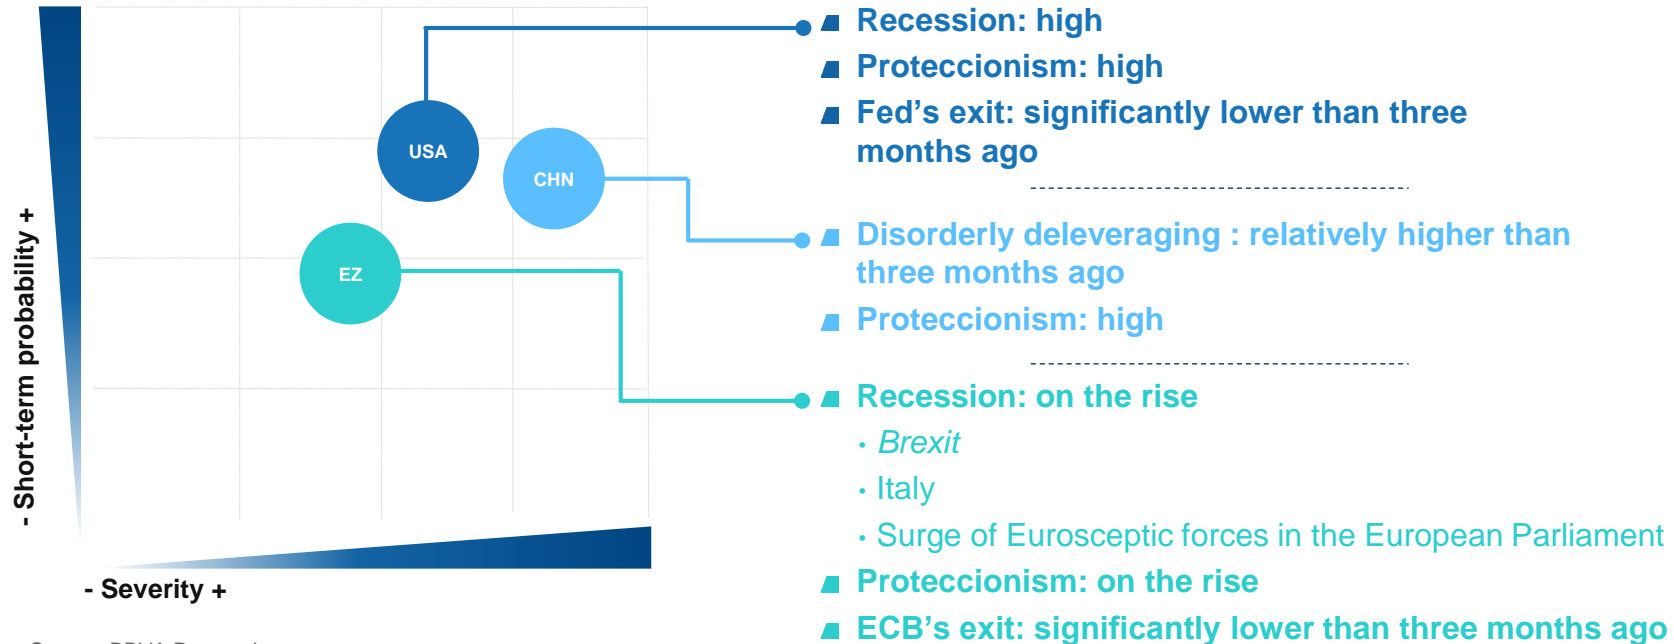 Recession: high
Proteccionism: high
Fed's exit: significantly lower than three
months ago
USA
CHN
EZ
Disorderly deleveraging : relatively higher than
three months ago
Proteccionism: high
Recession: on the rise
· Brexit
· Italy
· Surge of Eurosceptic forces in the European Parliament
Proteccionism: on the rise
ECB's exit: significantly lower than three months ago
- Short-term probability +
- Severity +